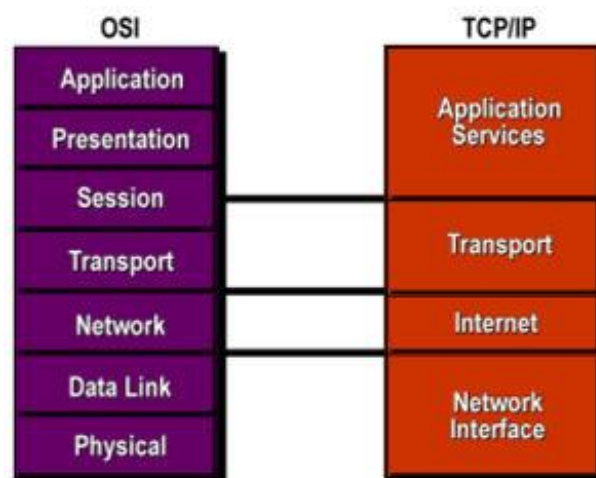 OSI
Application
Presentation
Session
Transport
Network
Data Link
Physical
TCP/IP
Application
Services
Transport
Internet
Network
Interface